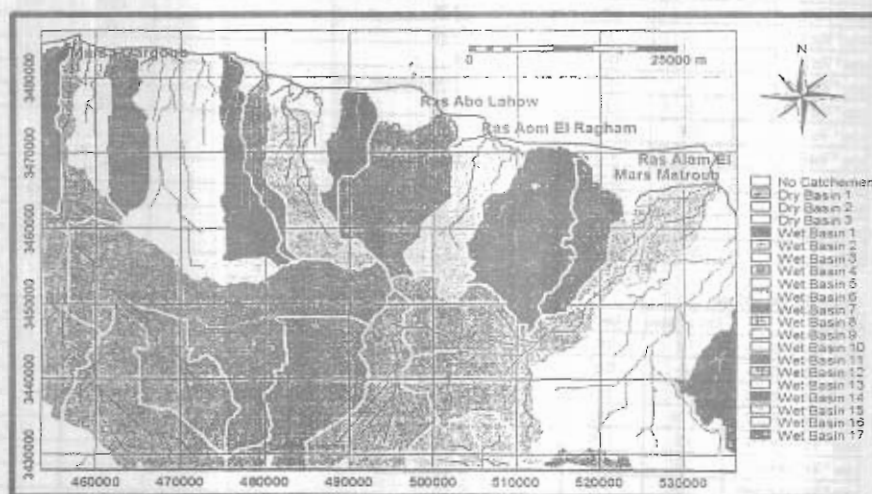 0 25000 m
N
Ras Abo Lahow
Ras Aom El Ragham
Ras Alam El
Mars Matrouh
3480000
3470000
3460000
3450000
3440000
3430000
460000 470000 480000 490000 500000 510000 520000 530000
No Catchement
Dry Basin 1
Dry Basin 2
Dry Basin 3
Wet Basin 1
Wet Basin 2
Wet Basin 3
Wet Basin 4
Wet Basin 5
Wet Basin 6
Wet Basin 7
Wet Basin 8
Wet Basin 9
Wet Basin 10
Wet Basin 11
Wet Basin 12
Wet Basin 13
Wet Basin 14
Wet Basin 15
Wet Basin 16
Wet Basin 17